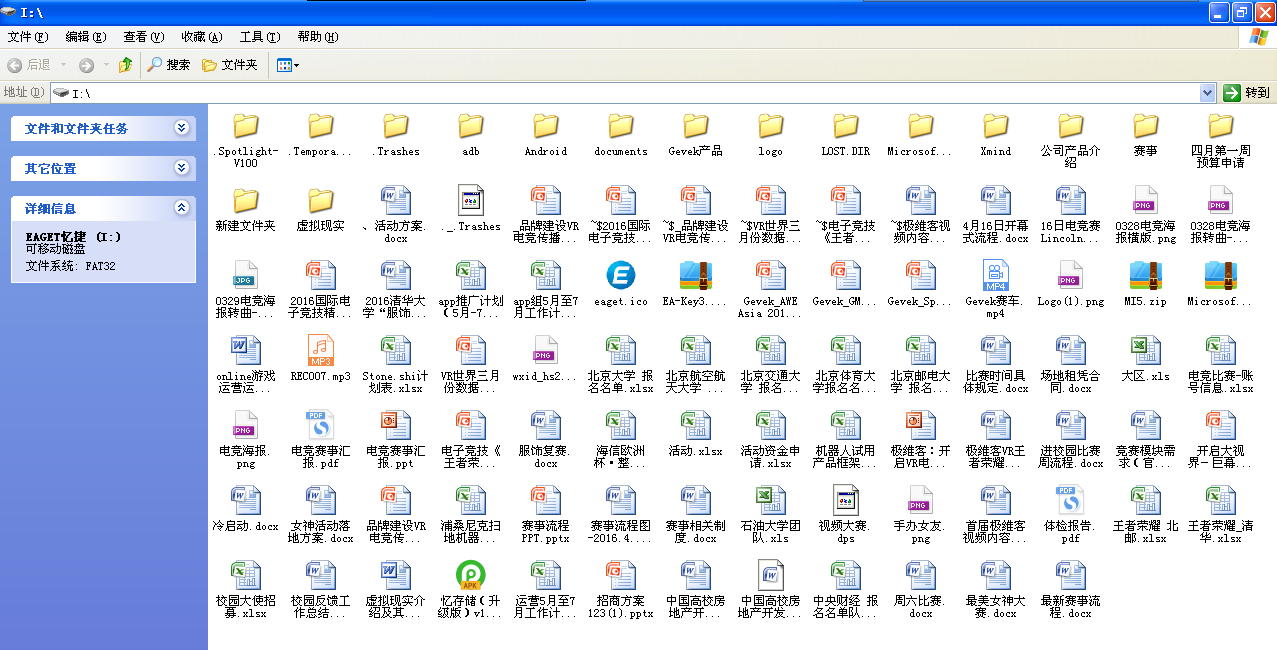 I:\
文件(F) 编辑(E) 查看(V) 收藏(A) 工具(T) 帮助(H)
后退 搜索 文件夹
地址(D) I:\ 转到
文件和文件夹任务
其它位置
详细信息
EAGET忆捷 (I:)
可移动磁盘
文件系统: FAT32
.Spotlight-V100
.Tempora...
.Trashes
adb
Android
documents
Gevek产品
logo
LOST.DIR
Microsof...
Xmind
公司产品介绍
赛事
四月第一周预算申请
新建文件夹
虚拟现实
、活动方案.docx
._.Trashes
_品牌建设VR电竞传播...
~$2016国际电子竞技...
~$_品牌建设VR电竞传...
~$VR世界三月份数据...
~$电子竞技《王者...
~$极维客视频内容...
4月16日开幕式流程.docx
16日电竞赛Lincoln...
0328电竞海报横版.png
0328电竞海报转曲-...
0329电竞海报转曲-...
2016国际电子竞技精...
2016清华大学“服饰...
app推广计划(5月-7...
app组5月至7月工作计...
eaget.ico
EA-Key3....
Gevek_AWE Asia 201...
Gevek_GM...
Gevek_Sp...
Gevek赛车.mp4
Logo(1).png
MI5.zip
Microsof...
online游戏运营运...
REC007.mp3
Stone.shi计划表.xlsx
VR世界三月份数据...
wxid_hs2...
北京大学 报名名单.xlsx
北京航空航天大学 ...
北京交通大学 报名...
北京体育大学报名名...
北京邮电大学 报名...
比赛时间具体规定.docx
场地租赁合同.docx
大区.xls
电竞比赛-账号信息.xlsx
电竞海报.png
电竞赛事汇报.pdf
电竞赛事汇报.ppt
电子竞技《王者荣...
服饰复赛.docx
海信欧洲杯·整...
活动.xlsx
活动资金申请.xlsx
机器人试用产品框架...
极维客：开启VR电...
极维客VR王者荣耀...
进校园比赛周流程.docx
竞赛模块需求(官...
开启大视界－巨幕...
冷启动.docx
女神活动落地方案.docx
品牌建设VR电竞传...
浦桑尼克扫地机器...
赛事流程PPT.pptx
赛事流程图-2016.4....
赛事相关制度.docx
石油大学团队.xls
视频大赛.dps
手办女友.png
首届极维客视频内容...
体检报告.pdf
王者荣耀 北邮.xlsx
王者荣耀_清华.xlsx
校园大使招募.xlsx
校园反馈工作总结...
虚拟现实介绍及其...
忆存储(升级版)v1...
运营5月至7月工作计...
招商方案123(1).pptx
中国高校房地产开...
中国高校房地产开发...
中央财经 报名名单队...
周六比赛.docx
最美女神大赛.docx
最新赛事流程.docx